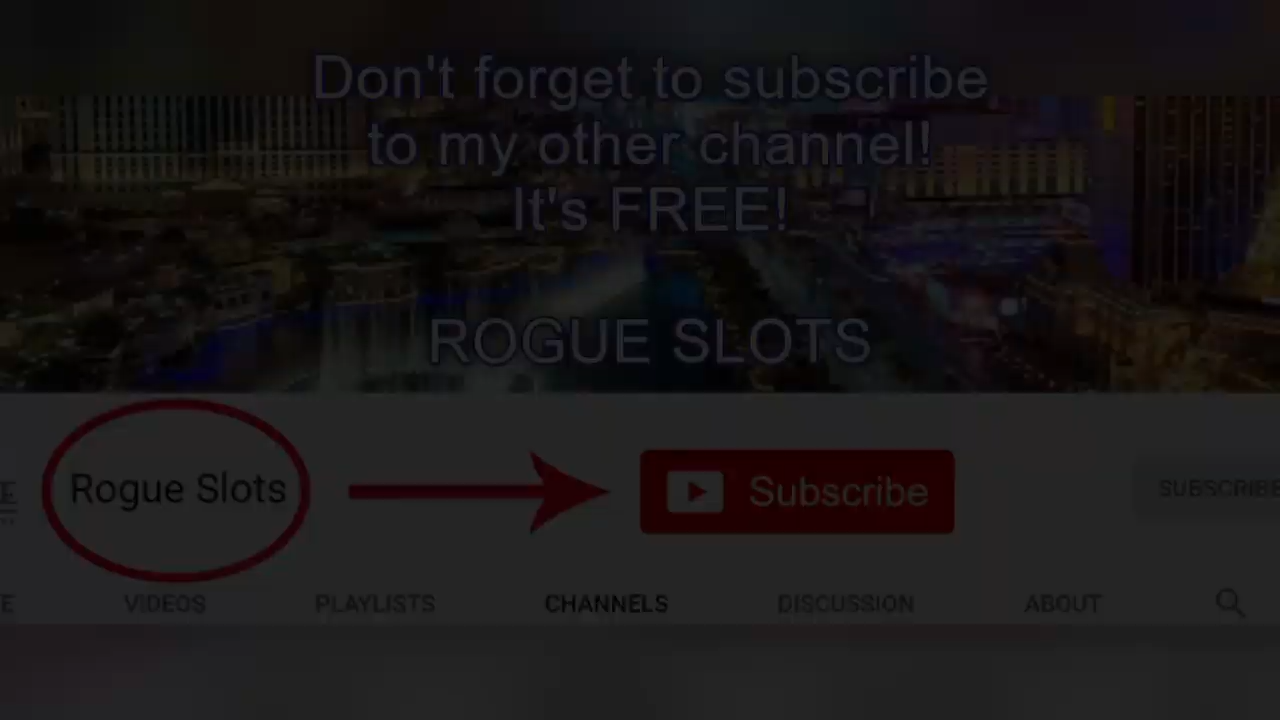 Don't forget to subscribe
to my other channel!
It's FREE!
ROGUE SLOTS
Rogue Slots
Subscribe
SUBSCRIBE
VIDEOS
PLAYLISTS
CHANNELS
DISCUSSION
ABOUT